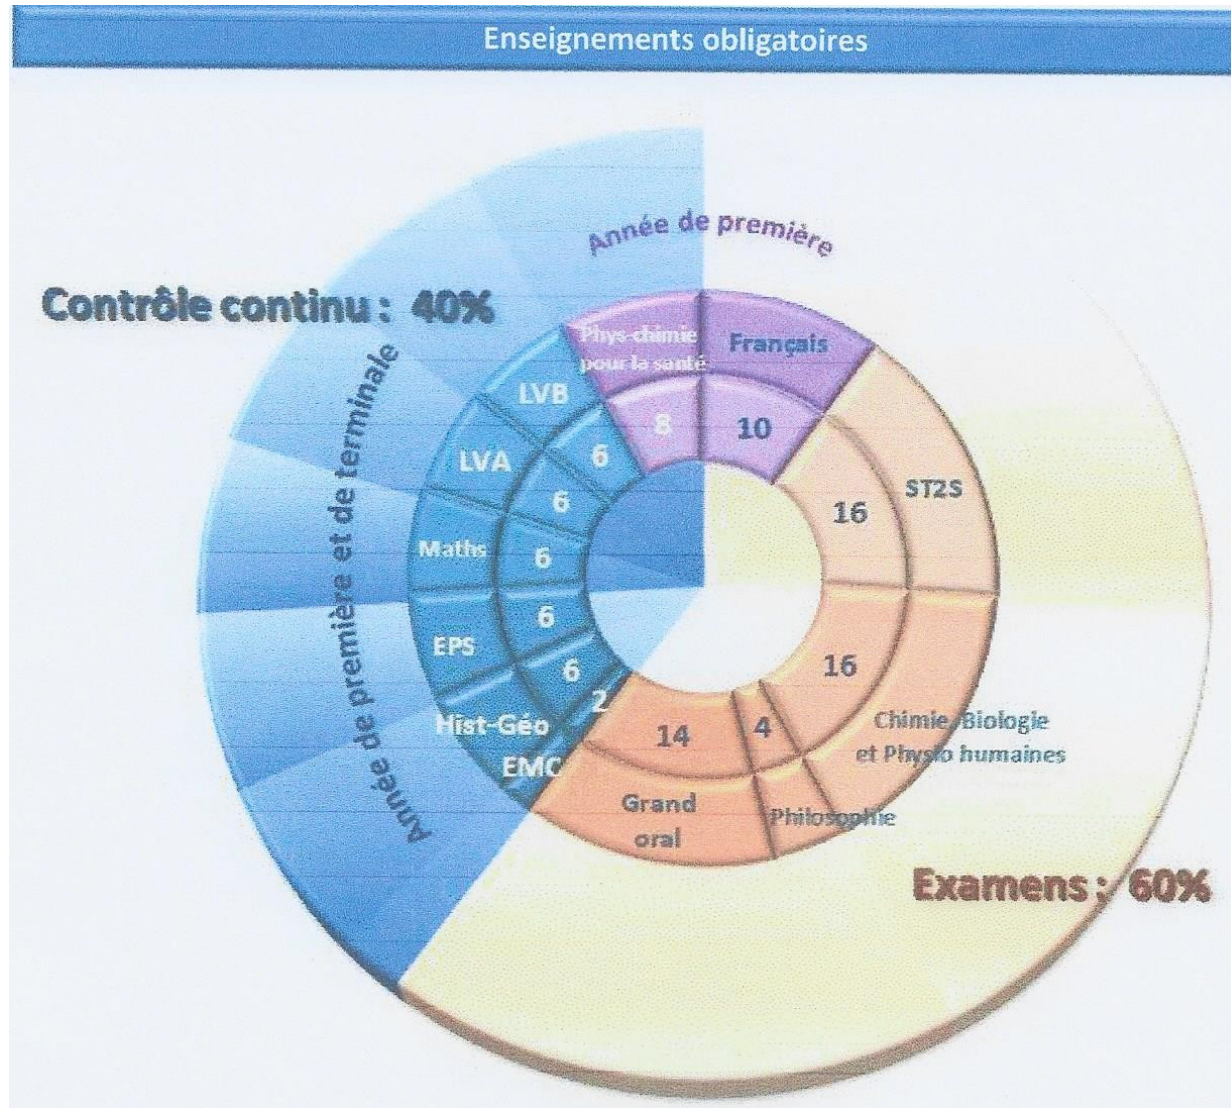 Enseignements obligatoires
Année de première
Contrôle continu : 40%
Année de première et de terminale
Phys-chimie
pour la santé
8
Français
10
ST2S
16
Chimie, Biologie
et Physio humaines
16
Philosophie
4
Grand
oral
14
EMC
2
Hist-Géo
6
EPS
6
Maths
6
LVA
6
LVB
6
Examens : 60%